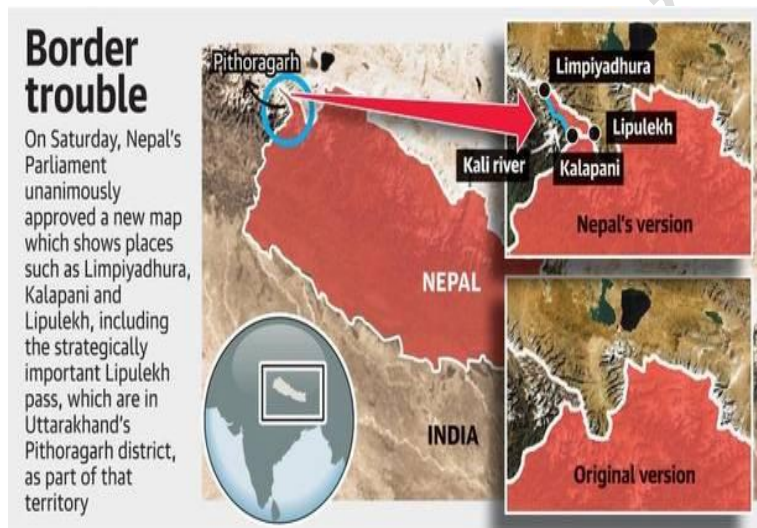 Border
trouble
On Saturday, Nepal's
Parliament
unanimously
approved a new map
which shows places
such as Limpiyadhura,
Kalapani and
Lipulekh, including
the strategically
important Lipulekh
pass, which are in
Uttarakhand's
Pithoragarh district,
as part of that
territory
Pithoragarh
NEPAL
INDIA
Limpiyadhura
Lipulekh
Kali river
Kalapani
Nepal's version
Original version